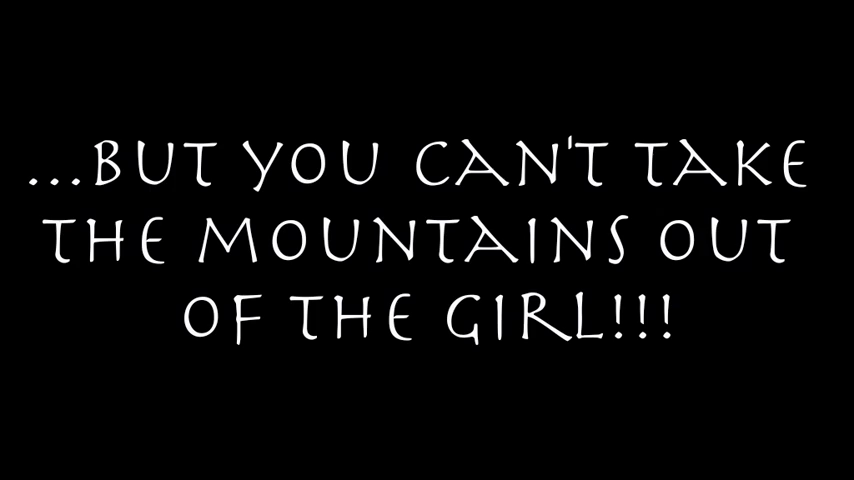 ...BUT YOU CAN'T TAKE
THE MOUNTAINS OUT
OF THE GIRL!!!